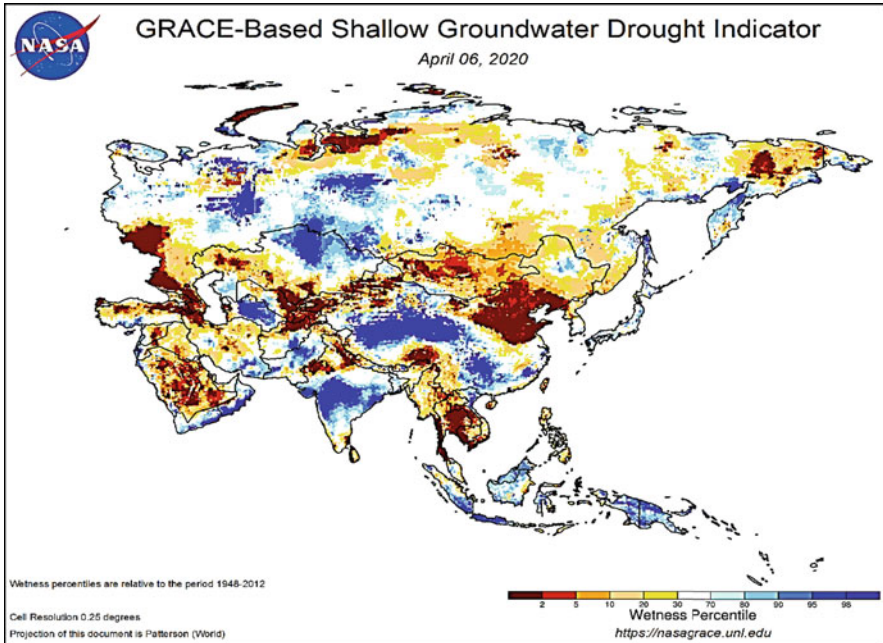 NASA
GRACE-Based Shallow Groundwater Drought Indicator
April 06, 2020
Wetness percentiles are relative to the period 1948-2012
Cell Resolution 0.25 degrees
Projection of this document is Patterson (World)
2 5 10 20 30 70 80 90 95 98
Wetness Percentile
https://nasagrace.unl.edu